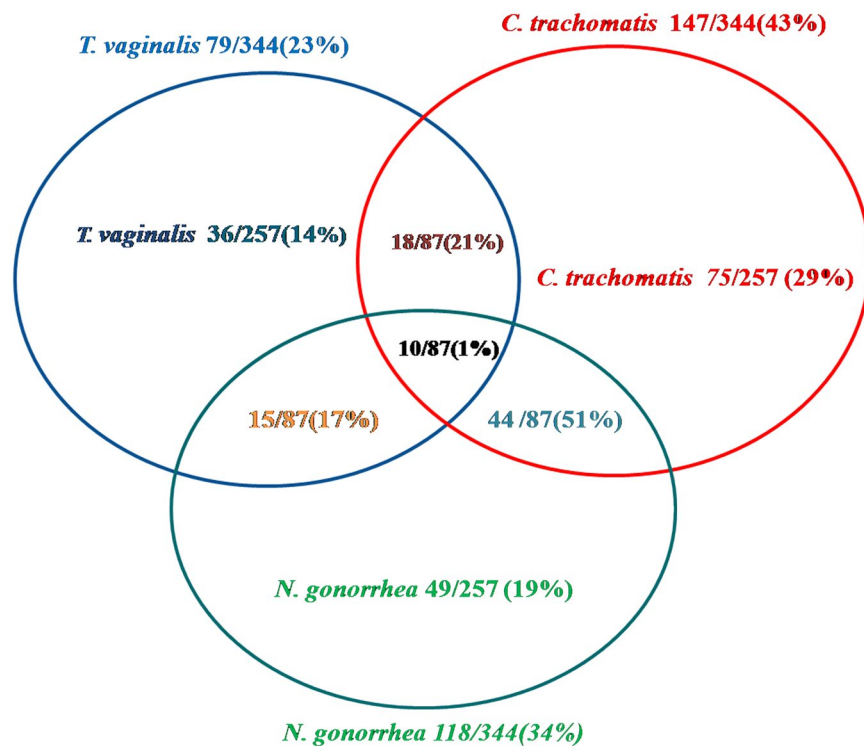 C. trachomatis 147/344(43%)
T. vaginalis 79/344(23%)
T. vaginalis 36/257(14%)
18/87(21%)
C. trachomatis 75/257 (29%)
10/87(1%)
15/87(17%)
44 /87(51%)
N. gonorrhea 49/257 (19%)
N. gonorrhea 118/344(34%)